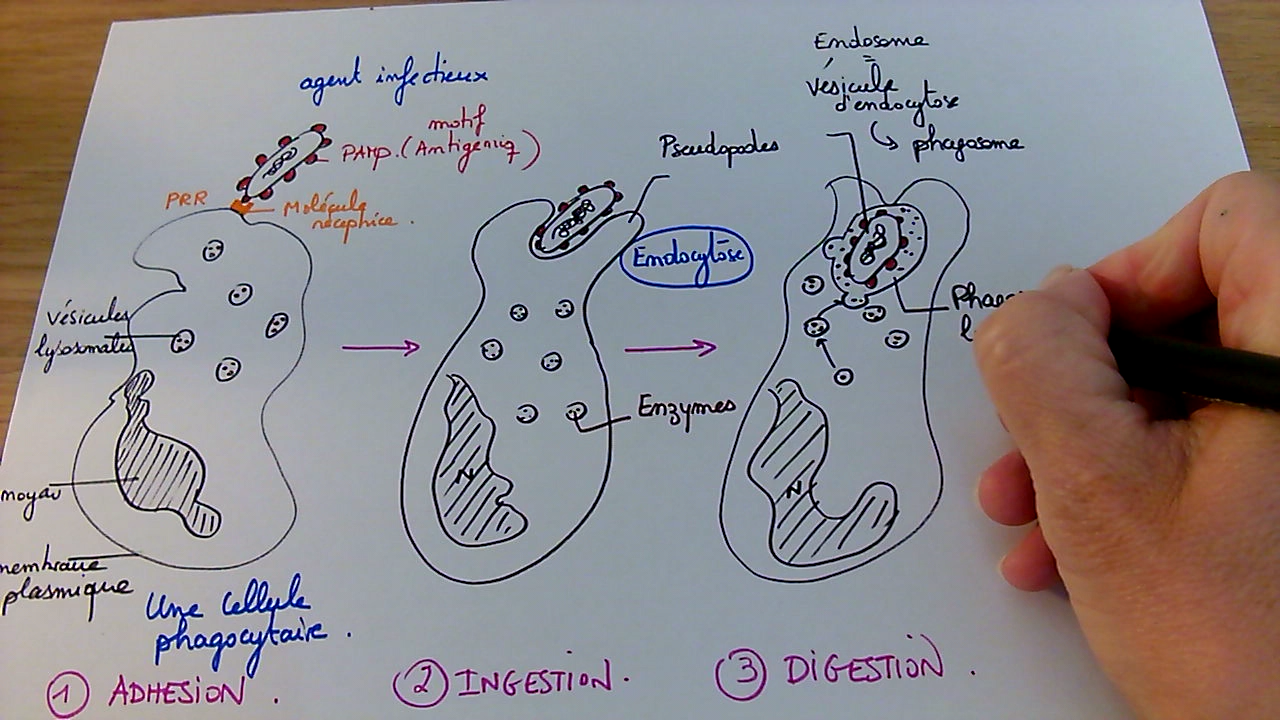 agent infectieux
motif
PAMP. (Antigéniq)
PRR
Molécule
réceptrice.
vésicules
lysosomales
noyau
membrane
plasmique
Une cellule
phagocytaire.
① ADHESION.
Pseudopodes
Endocytose
Enzymes
N
② INGESTION.
Endosome
=
vésicule
d'endocytose
↳ phagosome
N
③ DIGESTION.